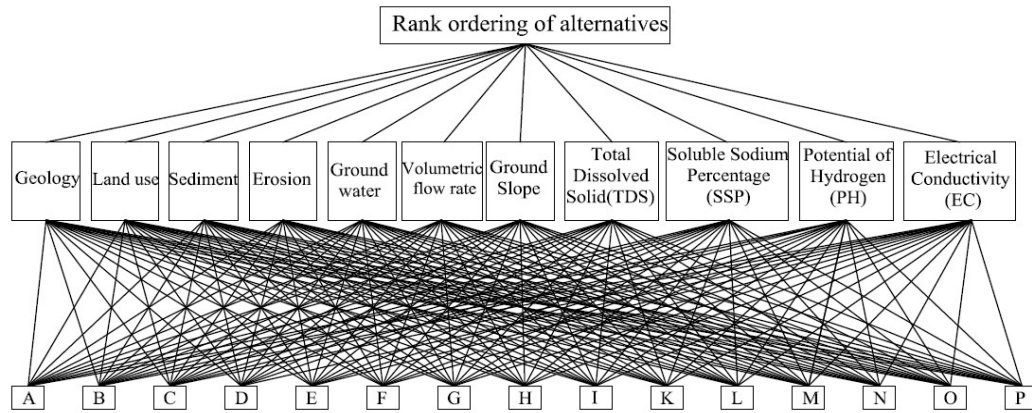 Rank ordering of alternatives
Geology
Land use
Sediment
Erosion
Ground
water
Volumetric
flow rate
Ground
Slope
Total
Dissolved
Solid(TDS)
Soluble Sodium
Percentage
(SSP)
Potential of
Hydrogen
(PH)
Electrical
Conductivity
(EC)
A B C D E F G H I K L M N O P